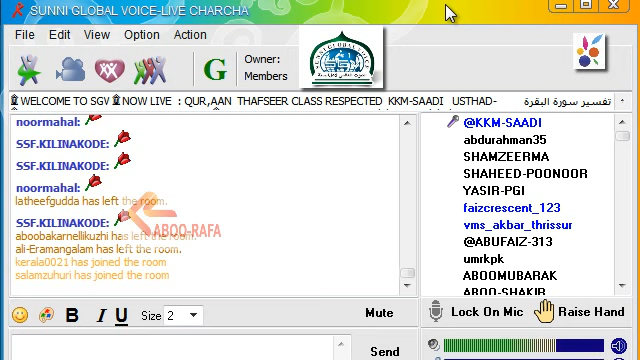 SUNNI GLOBAL VOICE-LIVE CHARCHA'
File Edit View Option Action
G
Owner:
Members
WELCOME TO SGV NOW LIVE : QUR,AAN THAFSEER CLASS RESPECTED KKM-SAADI USTHAD- تفسير سورة البقرة
noormahal:
SSF.KILINAKODE:
SSF.KILINAKODE:
noormahal:
latheefgudda has left the room.
SSF.KILINAKODE:
aboobakarnellikuzhi has left the room.
ali-Eramangalam has left the room.
kerala0021 has joined the room
salamzuhuri has joined the room
ABOO-RAFA
@KKM-SAADI
abdurahman35
SHAMZEERMA
SHAHEED-POONOOR
YASIR-PGI
faizcrescent_123
vms_akbar_thrissur
@ABUFAIZ-313
umrkpk
ABOOMUBARAK
ABOO-SHAKIR
B I U Size 2 Mute
Lock On Mic Raise Hand
Send